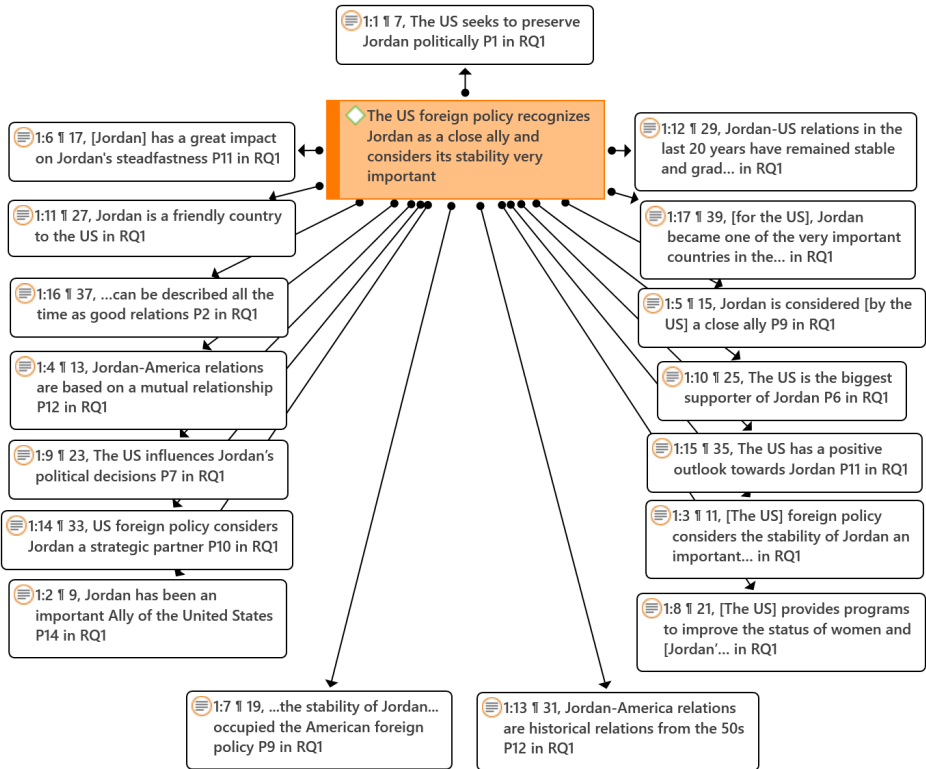 1:1 ¶ 7, The US seeks to preserve
Jordan politically P1 in RQ1
The US foreign policy recognizes
Jordan as a close ally and
considers its stability very
important
1:6 ¶ 17, [Jordan] has a great impact
on Jordan's steadfastness P11 in RQ1
1:11 ¶ 27, Jordan is a friendly country
to the US in RQ1
1:16 ¶ 37, ...can be described all the
time as good relations P2 in RQ1
1:4 ¶ 13, Jordan-America relations
are based on a mutual relationship
P12 in RQ1
1:9 ¶ 23, The US influences Jordan’s
political decisions P7 in RQ1
1:14 ¶ 33, US foreign policy considers
Jordan a strategic partner P10 in RQ1
1:2 ¶ 9, Jordan has been an
important Ally of the United States
P14 in RQ1
1:12 ¶ 29, Jordan-US relations in the
last 20 years have remained stable
and grad... in RQ1
1:17 ¶ 39, [for the US], Jordan
became one of the very important
countries in the... in RQ1
1:5 ¶ 15, Jordan is considered [by the
US] a close ally P9 in RQ1
1:10 ¶ 25, The US is the biggest
supporter of Jordan P6 in RQ1
1:15 ¶ 35, The US has a positive
outlook towards Jordan P11 in RQ1
1:3 ¶ 11, [The US] foreign policy
considers the stability of Jordan an
important... in RQ1
1:8 ¶ 21, [The US] provides programs
to improve the status of women and
[Jordan’... in RQ1
1:7 ¶ 19, ...the stability of Jordan...
occupied the American foreign
policy P9 in RQ1
1:13 ¶ 31, Jordan-America relations
are historical relations from the 50s
P12 in RQ1